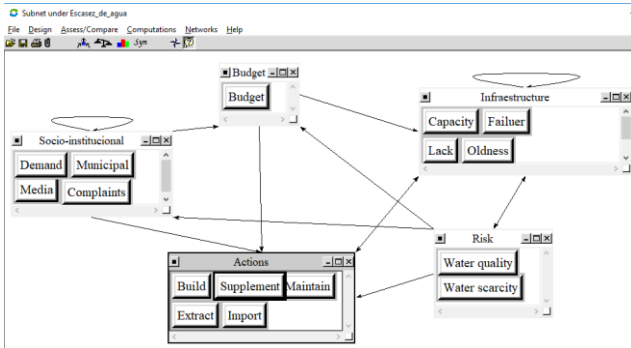 Subnet under Escasez_de_agua
File Design Assess/Compare Computations Networks Help
Syn
Budget
Budget
Infraestructure
Capacity Failuer
Lack Oldness
Socio-institucional
Demand Municipal
Media Complaints
Risk
Water quality
Water scarcity
Actions
Build Supplement Maintain
Extract Import